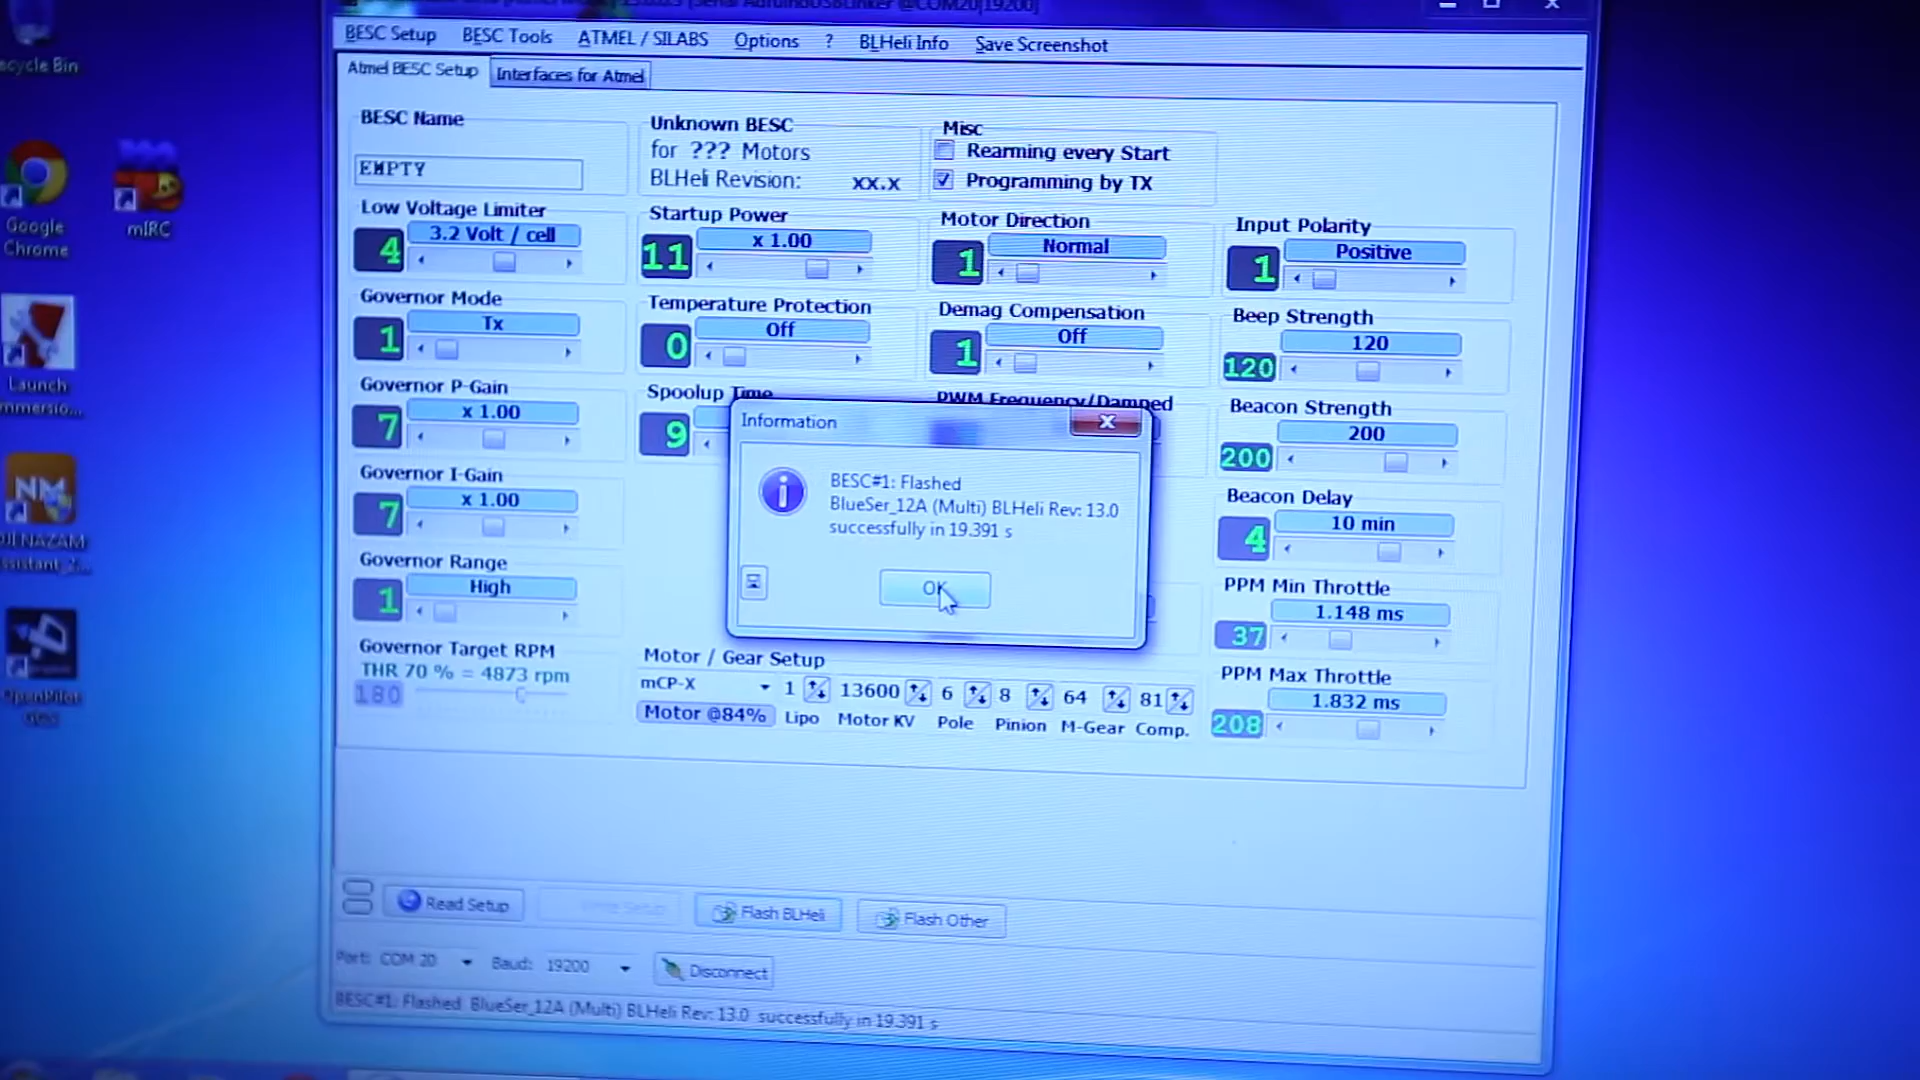 BESC Setup BESC Tools ATMEL / SILABS Options ? BLHeli Info Save Screenshot
Atmel BESC Setup Interfaces for Atmel
BESC Name
EMPTY
Unknown BESC
for ??? Motors
BLHeli Revision: xx.x
Misc
Rearming every Start
Programming by TX
Low Voltage Limiter
4 3.2 Volt / cell
Startup Power
11 x 1.00
Motor Direction
1 Normal
Input Polarity
1 Positive
Governor Mode
1 Tx
Temperature Protection
0 Off
Demag Compensation
1 Off
Beep Strength
120 120
Governor P-Gain
7 x 1.00
Spoolup Time
9
PWM Frequency/Damped
Beacon Strength
200 200
Governor I-Gain
7 x 1.00
Beacon Delay
4 10 min
Governor Range
1 High
PPM Min Throttle
37 1.148 ms
Governor Target RPM
THR 70 % = 4873 rpm
180
PPM Max Throttle
208 1.832 ms
Information
BESC#1: Flashed
BlueSer_12A (Multi) BLHeli Rev: 13.0
successfully in 19.391 s
OK
Motor / Gear Setup
mCP-X 1 13600 6 8 64 81
Motor @84% Lipo Motor KV Pole Pinion M-Gear Comp.
Read Setup Write Setup Flash BLHeli Flash Other
Port: COM 20 Baud: 19200 Disconnect
BESC#1: Flashed BlueSer_12A (Multi) BLHeli Rev: 13.0 successfully in 19.391 s
ecycle Bin
Google
Chrome
mIRC
Launch
mmersio...
NM
OpenPilot
GCS